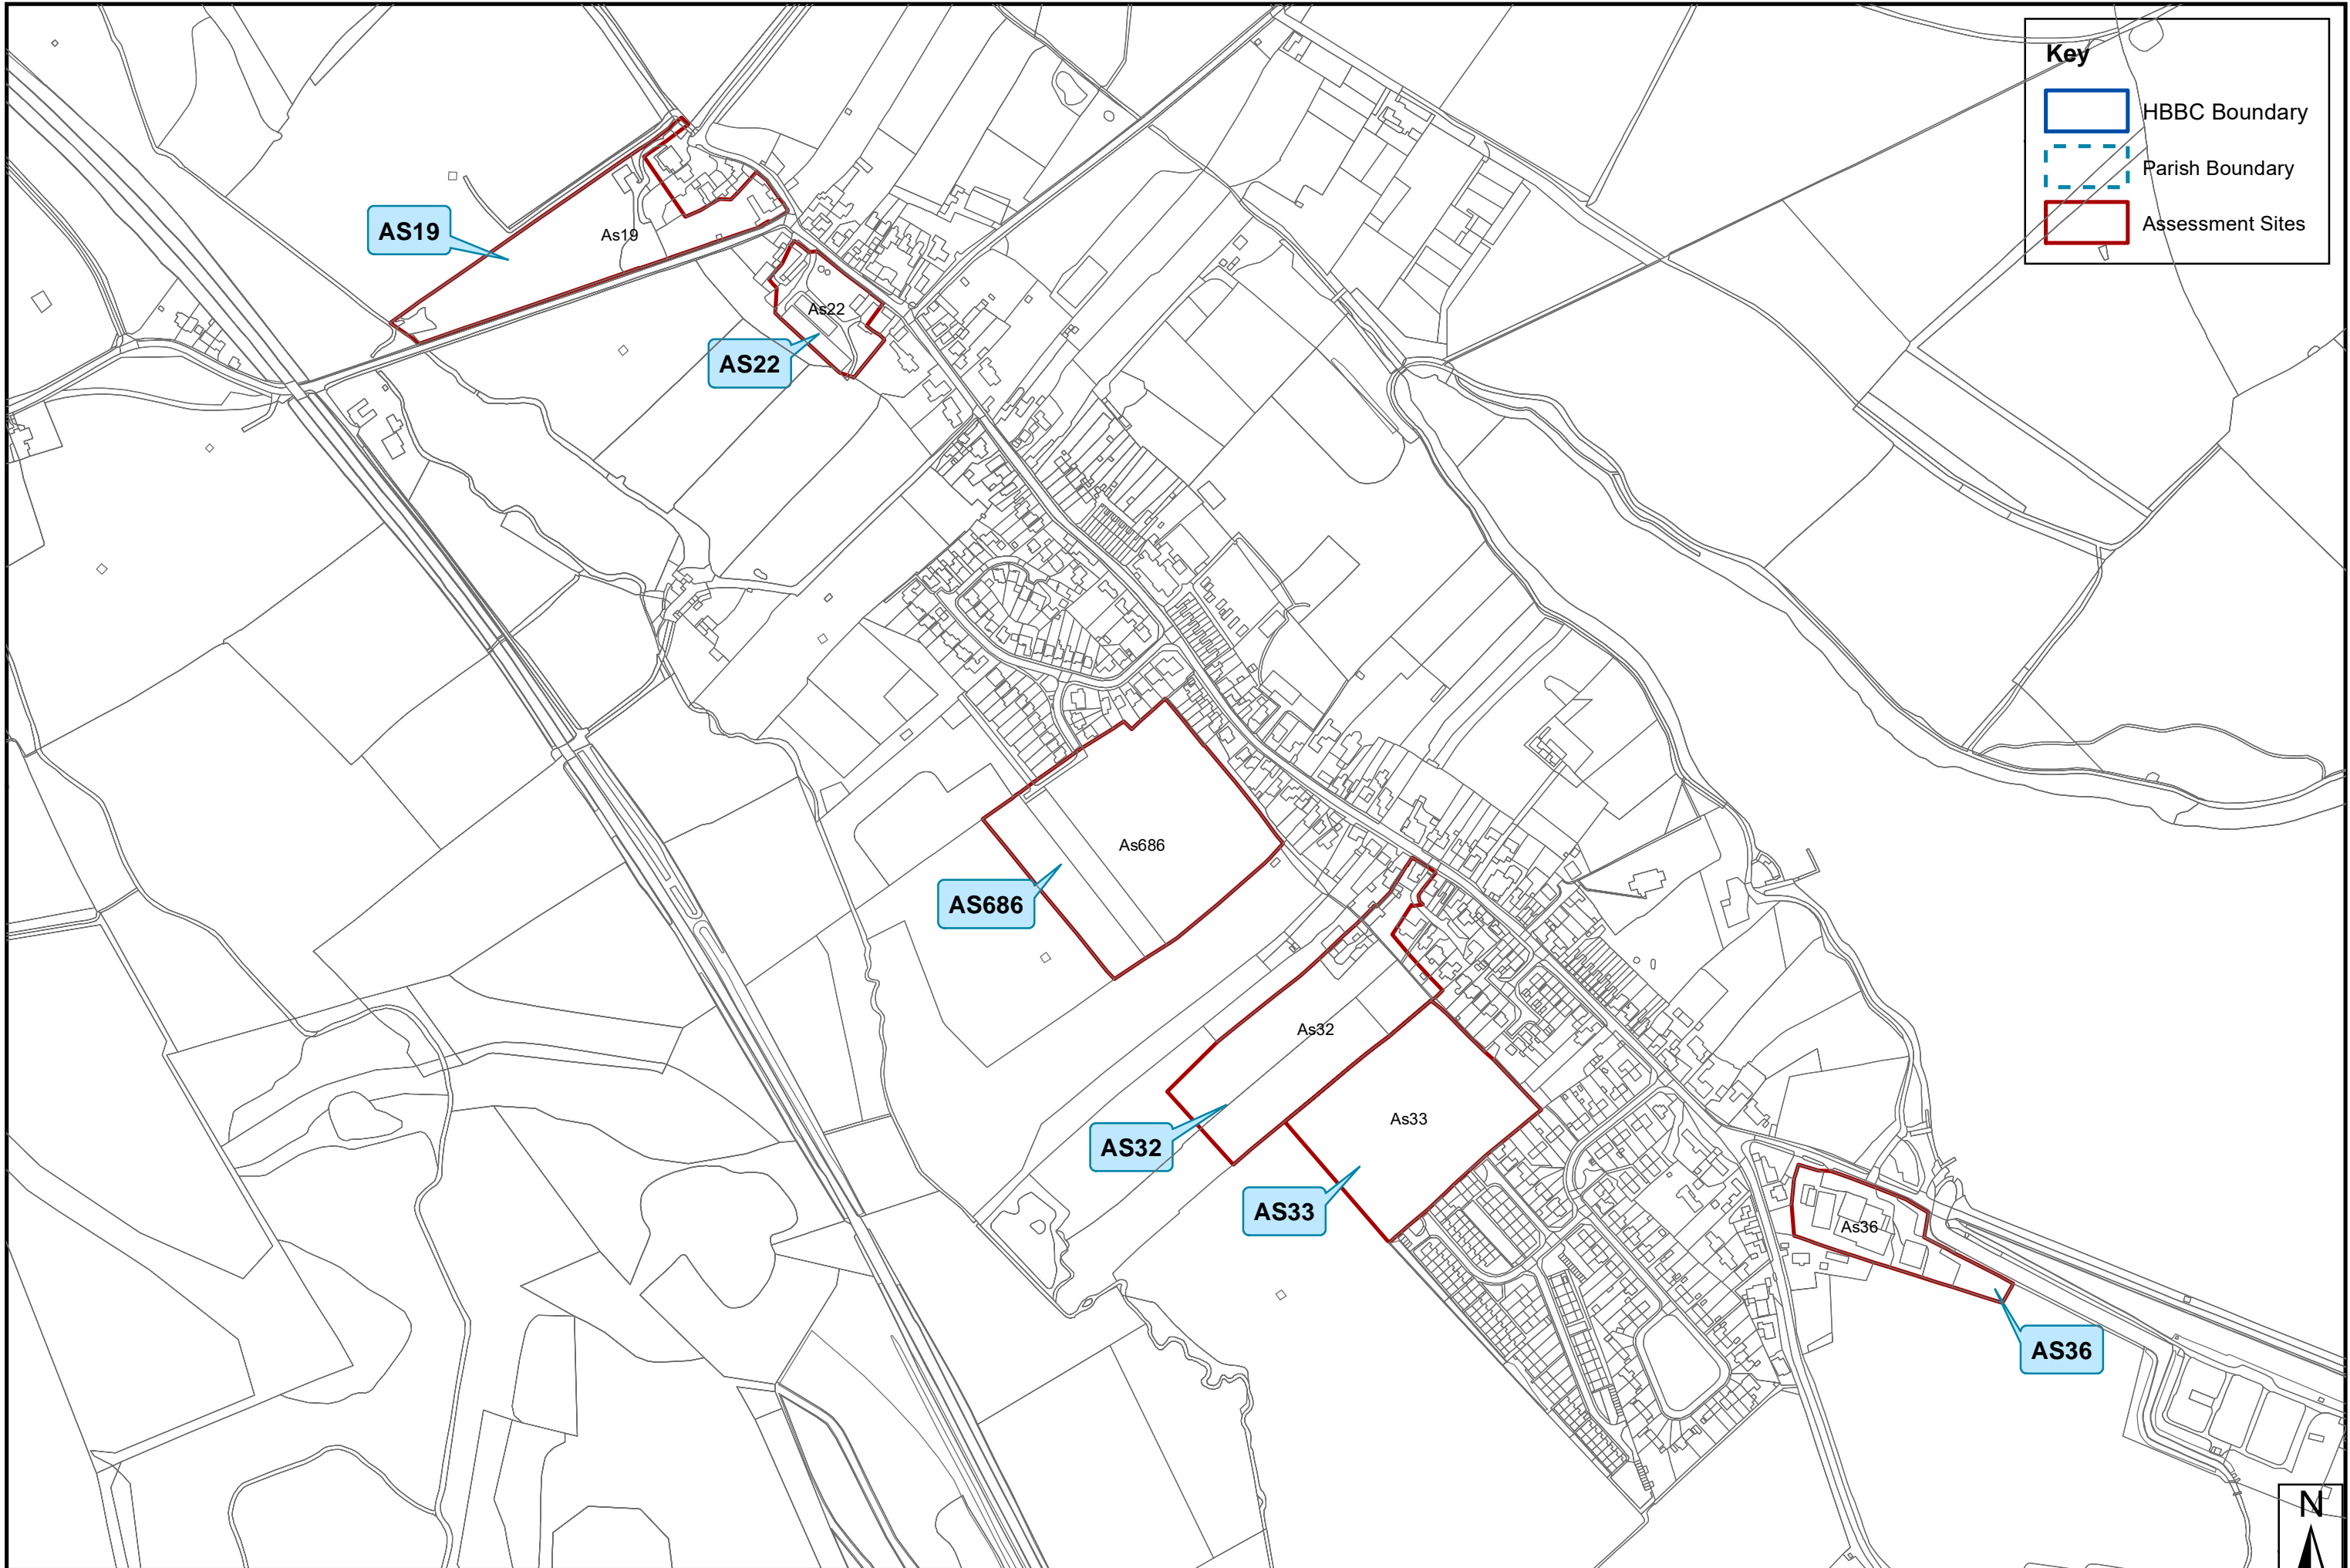 Key
HBBC Boundary
Parish Boundary
Assessment Sites
AS19
As19
As22
AS22
As686
AS686
As32
AS32
As33
AS33
As36
AS36
N